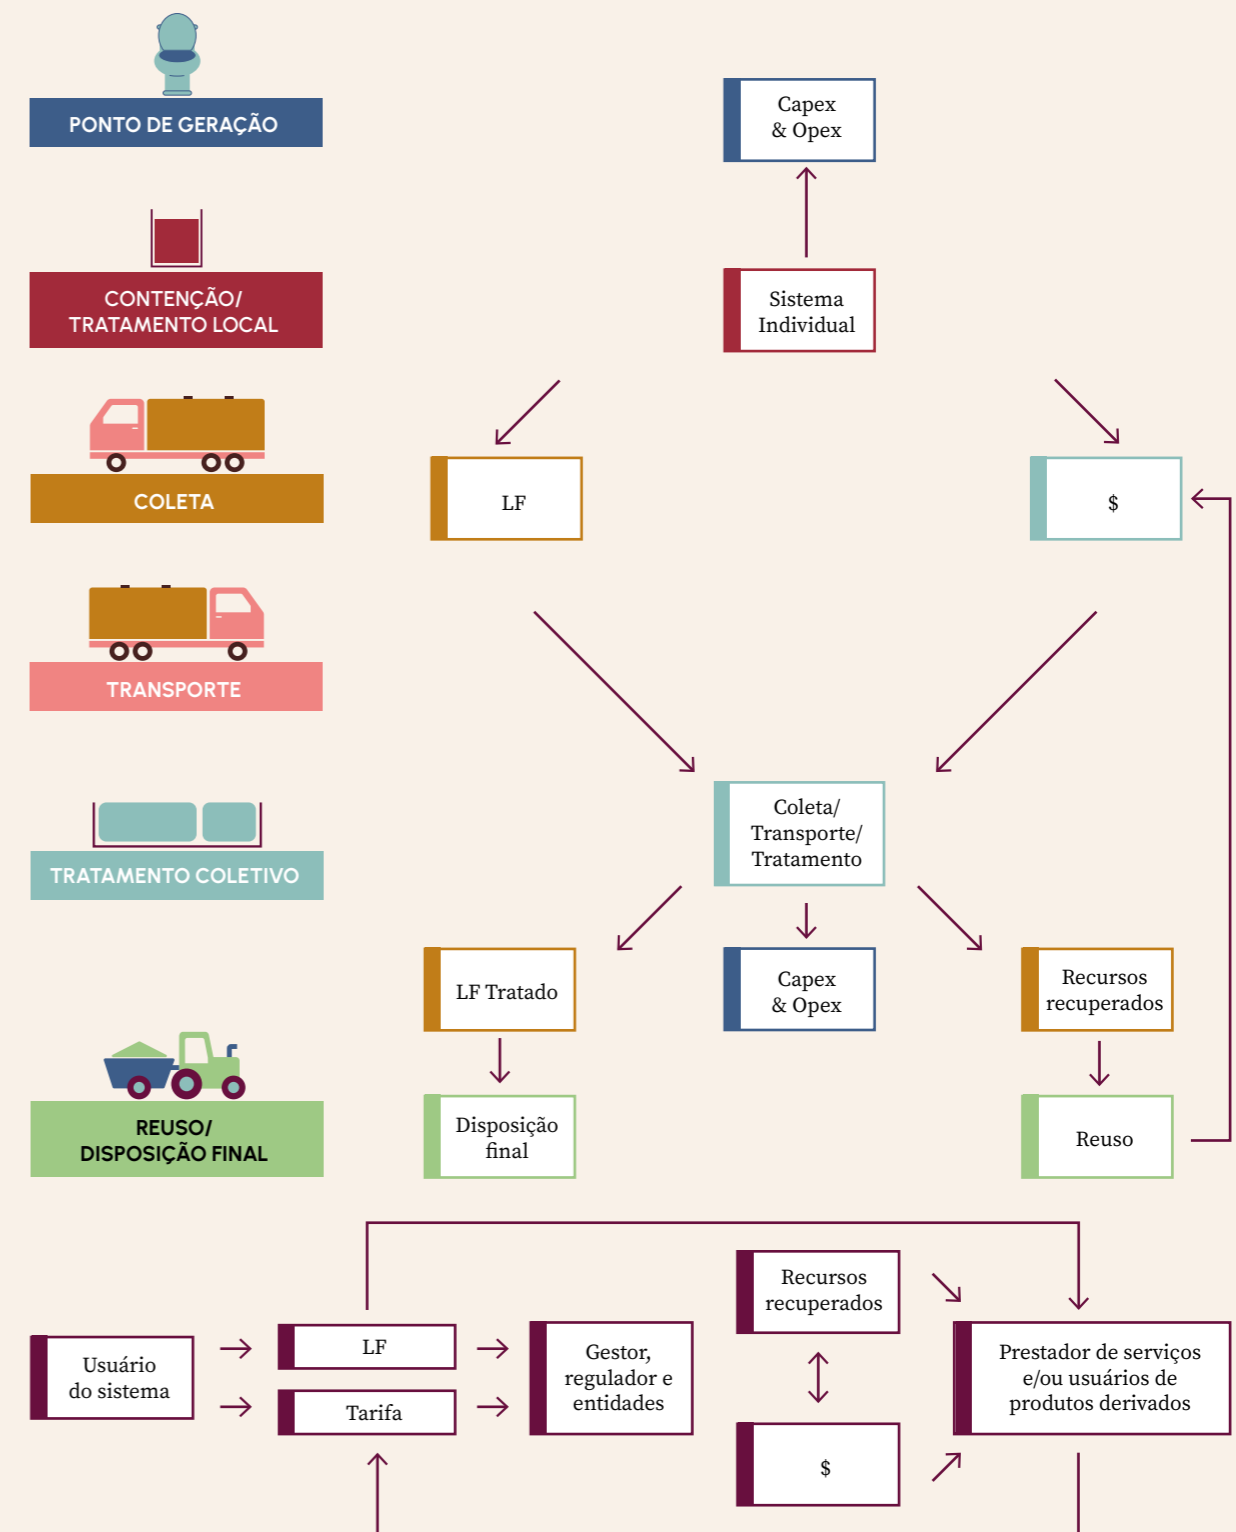 PONTO DE GERAÇÃO
Capex
& Opex
CONTENÇÃO/
TRATAMENTO LOCAL
Sistema
Individual
COLETA
LF
$
TRANSPORTE
Coleta/
Transporte/
Tratamento
TRATAMENTO COLETIVO
LF Tratado
Capex
& Opex
Recursos
recuperados
REUSO/
DISPOSIÇÃO FINAL
Disposição
final
Reuso
Usuário
do sistema
LF
Tarifa
Gestor,
regulador e
entidades
Recursos
recuperados
$
Prestador de serviços
e/ou usuários de
produtos derivados